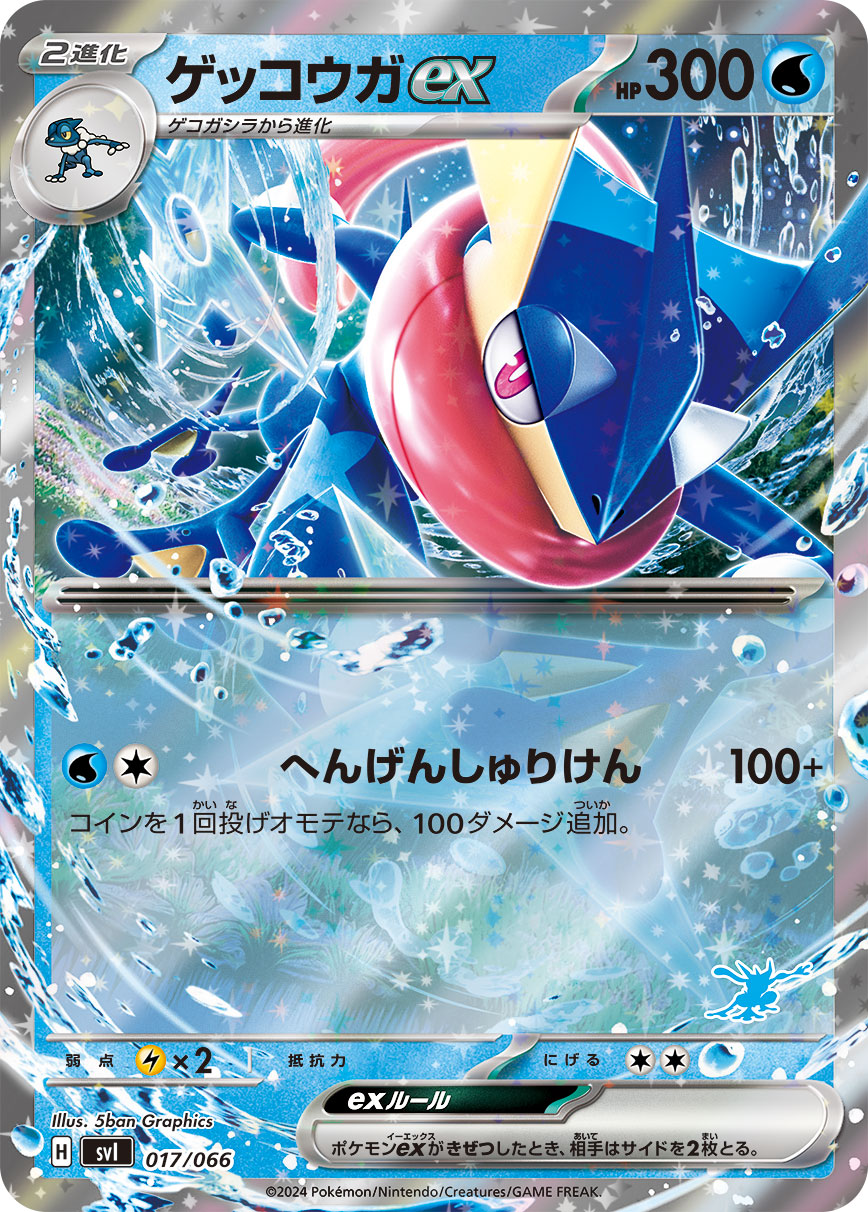 2進化
ゲッコウガex
HP300
ゲコガシラから進化
へんげんしゅりけん 100+
コインを1回投げオモテなら、100ダメージ追加。
弱点 ×2 抵抗力 にげる
exルール
ポケモンexがきぜつしたとき、相手はサイドを2枚とる。
Illus. 5ban Graphics
H svI 017/066
©2024 Pokémon/Nintendo/Creatures/GAME FREAK.